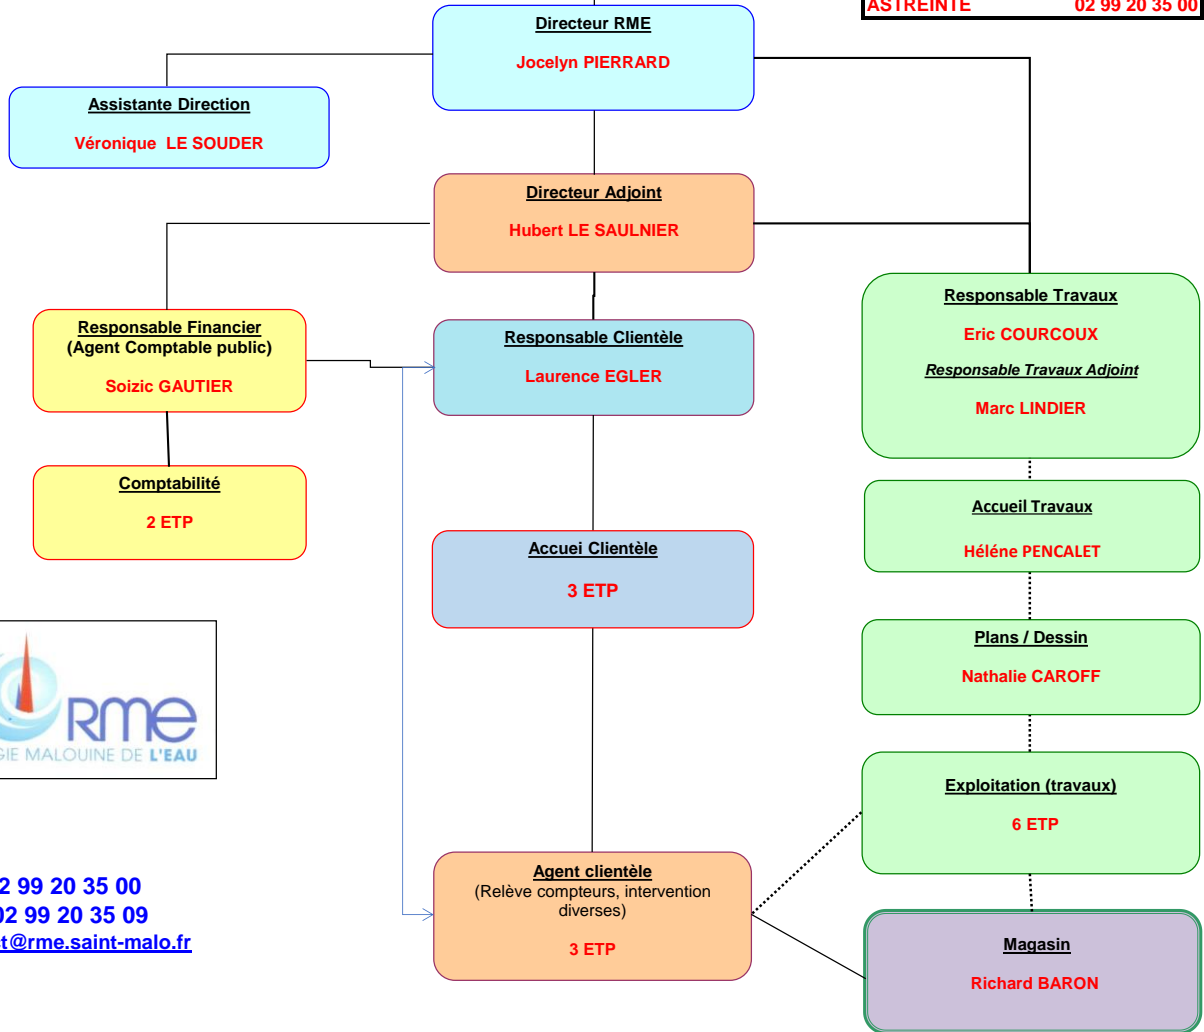 ASTREINTE 02 99 20 35 00
Directeur RME
Jocelyn PIERRARD
Assistante Direction
Véronique LE SOUDER
Directeur Adjoint
Hubert LE SAULNIER
Responsable Financier
(Agent Comptable public)
Soizic GAUTIER
Responsable Clientèle
Laurence EGLER
Responsable Travaux
Eric COURCOUX
Responsable Travaux Adjoint
Marc LINDIER
Comptabilité
2 ETP
Accueil Travaux
Héléne PENCALET
Accuei Clientèle
3 ETP
Plans / Dessin
Nathalie CAROFF
RME
GIE MALOUINE DE L'EAU
Exploitation (travaux)
6 ETP
Agent clientèle
(Relève compteurs, intervention
diverses)
3 ETP
2 99 20 35 00
02 99 20 35 09
ct@rme.saint-malo.fr
Magasin
Richard BARON